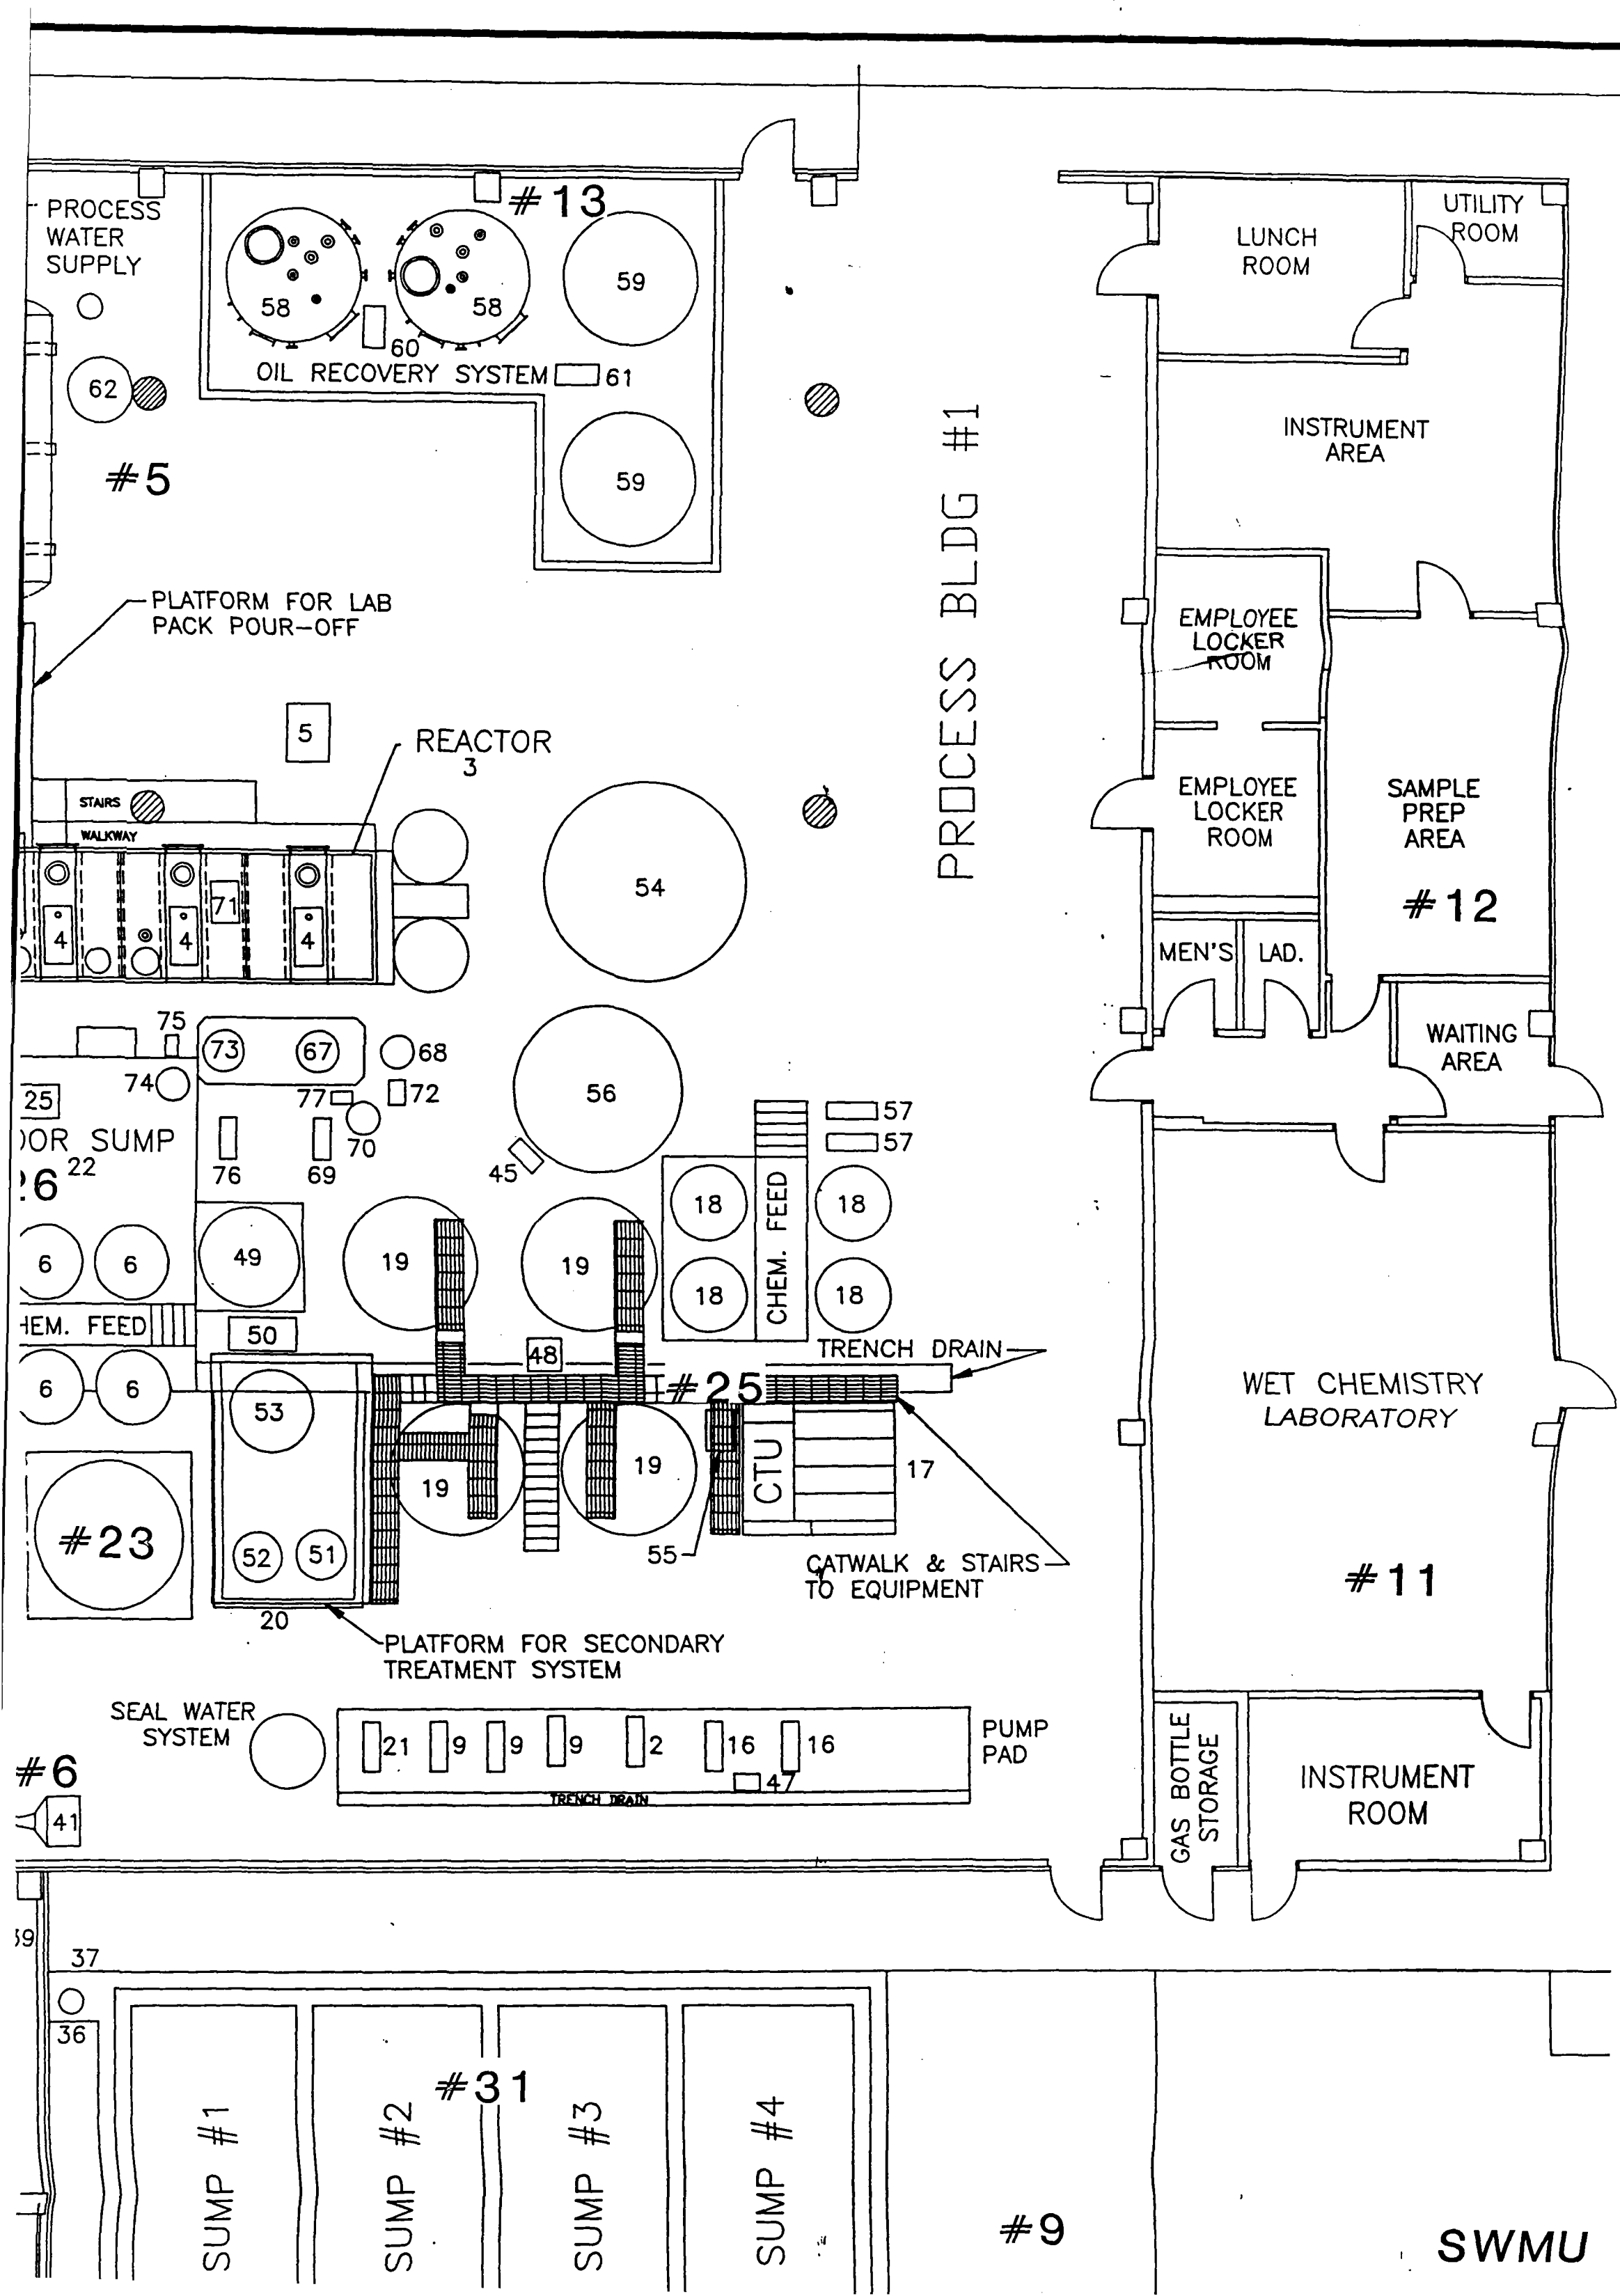 #13
PROCESS
WATER
SUPPLY
58
58
59
60
OIL RECOVERY SYSTEM
61
62
59
#5
PLATFORM FOR LAB
PACK POUR-OFF
5
REACTOR
3
STAIRS
WALKWAY
71
4
4
4
54
PROCESS BLDG #1
LUNCH
ROOM
UTILITY
ROOM
INSTRUMENT
AREA
EMPLOYEE
LOCKER
ROOM
EMPLOYEE
LOCKER
ROOM
SAMPLE
PREP
AREA
#12
MEN'S
LAD.
WAITING
AREA
75
73
67
68
74
77
72
25
70
56
57
57
OOR SUMP
22
26
76
69
45
18
18
CHEM. FEED
18
18
6
6
49
19
19
HEM. FEED
50
48
TRENCH DRAIN
6
6
53
#25
19
19
CTU
17
#23
52
51
55
CATWALK & STAIRS
TO EQUIPMENT
20
PLATFORM FOR SECONDARY
TREATMENT SYSTEM
WET CHEMISTRY
LABORATORY
#11
SEAL WATER
SYSTEM
21
9
9
9
2
16
16
47
PUMP
PAD
TRENCH DRAIN
#6
41
GAS BOTTLE
STORAGE
INSTRUMENT
ROOM
39
37
36
#31
SUMP #1
SUMP #2
SUMP #3
SUMP #4
#9
SWMU